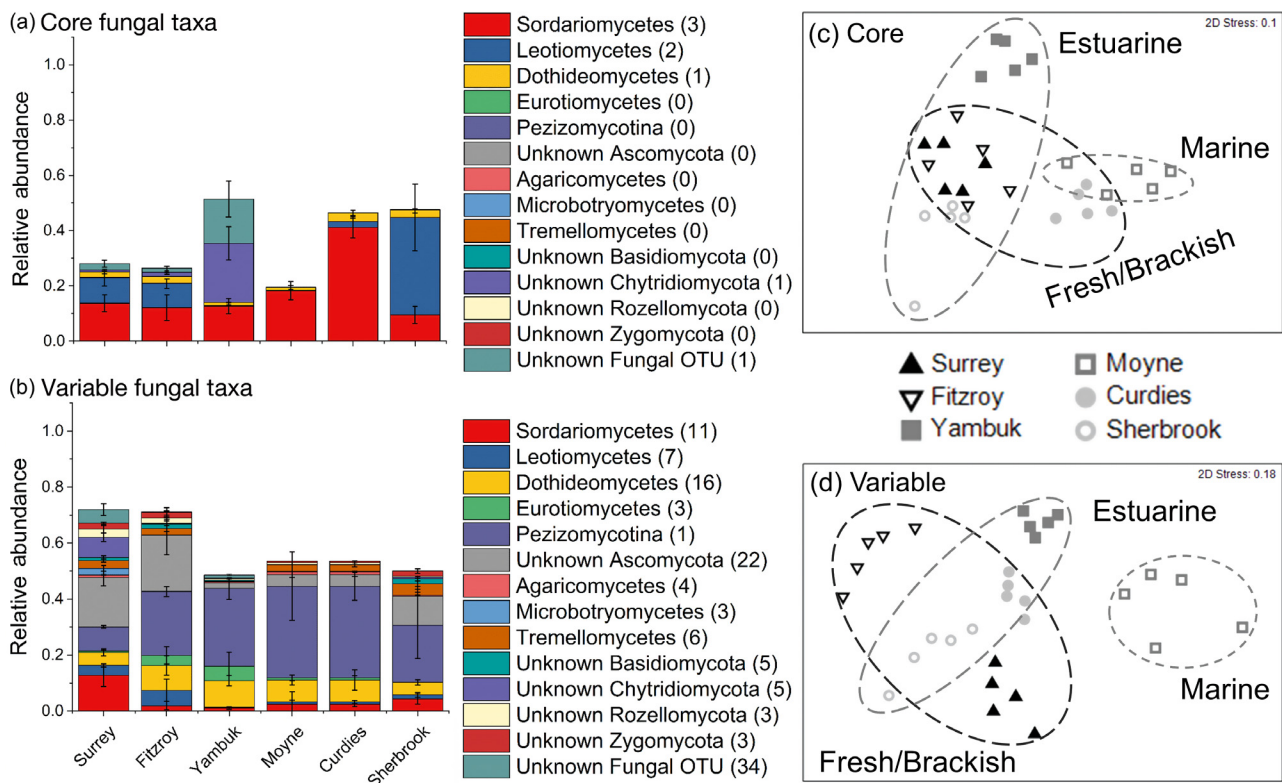 (a) Core fungal taxa
Relative abundance
1.0
0.8
0.6
0.4
0.2
0.0
Sordariomycetes (3)
Leotiomycetes (2)
Dothideomycetes (1)
Eurotiomycetes (0)
Pezizomycotina (0)
Unknown Ascomycota (0)
Agaricomycetes (0)
Microbotryomycetes (0)
Tremellomycetes (0)
Unknown Basidiomycota (0)
Unknown Chytridiomycota (1)
Unknown Rozellomycota (0)
Unknown Zygomycota (0)
Unknown Fungal OTU (1)
(b) Variable fungal taxa
Relative abundance
1.0
0.8
0.6
0.4
0.2
0.0
Surrey
Fitzroy
Yambuk
Moyne
Curdies
Sherbrook
Sordariomycetes (11)
Leotiomycetes (7)
Dothideomycetes (16)
Eurotiomycetes (3)
Pezizomycotina (1)
Unknown Ascomycota (22)
Agaricomycetes (4)
Microbotryomycetes (3)
Tremellomycetes (6)
Unknown Basidiomycota (5)
Unknown Chytridiomycota (5)
Unknown Rozellomycota (3)
Unknown Zygomycota (3)
Unknown Fungal OTU (34)
2D Stress: 0.1
(c) Core
Estuarine
Marine
Fresh/Brackish
Surrey
Fitzroy
Yambuk
Moyne
Curdies
Sherbrook
2D Stress: 0.18
(d) Variable
Estuarine
Marine
Fresh/Brackish